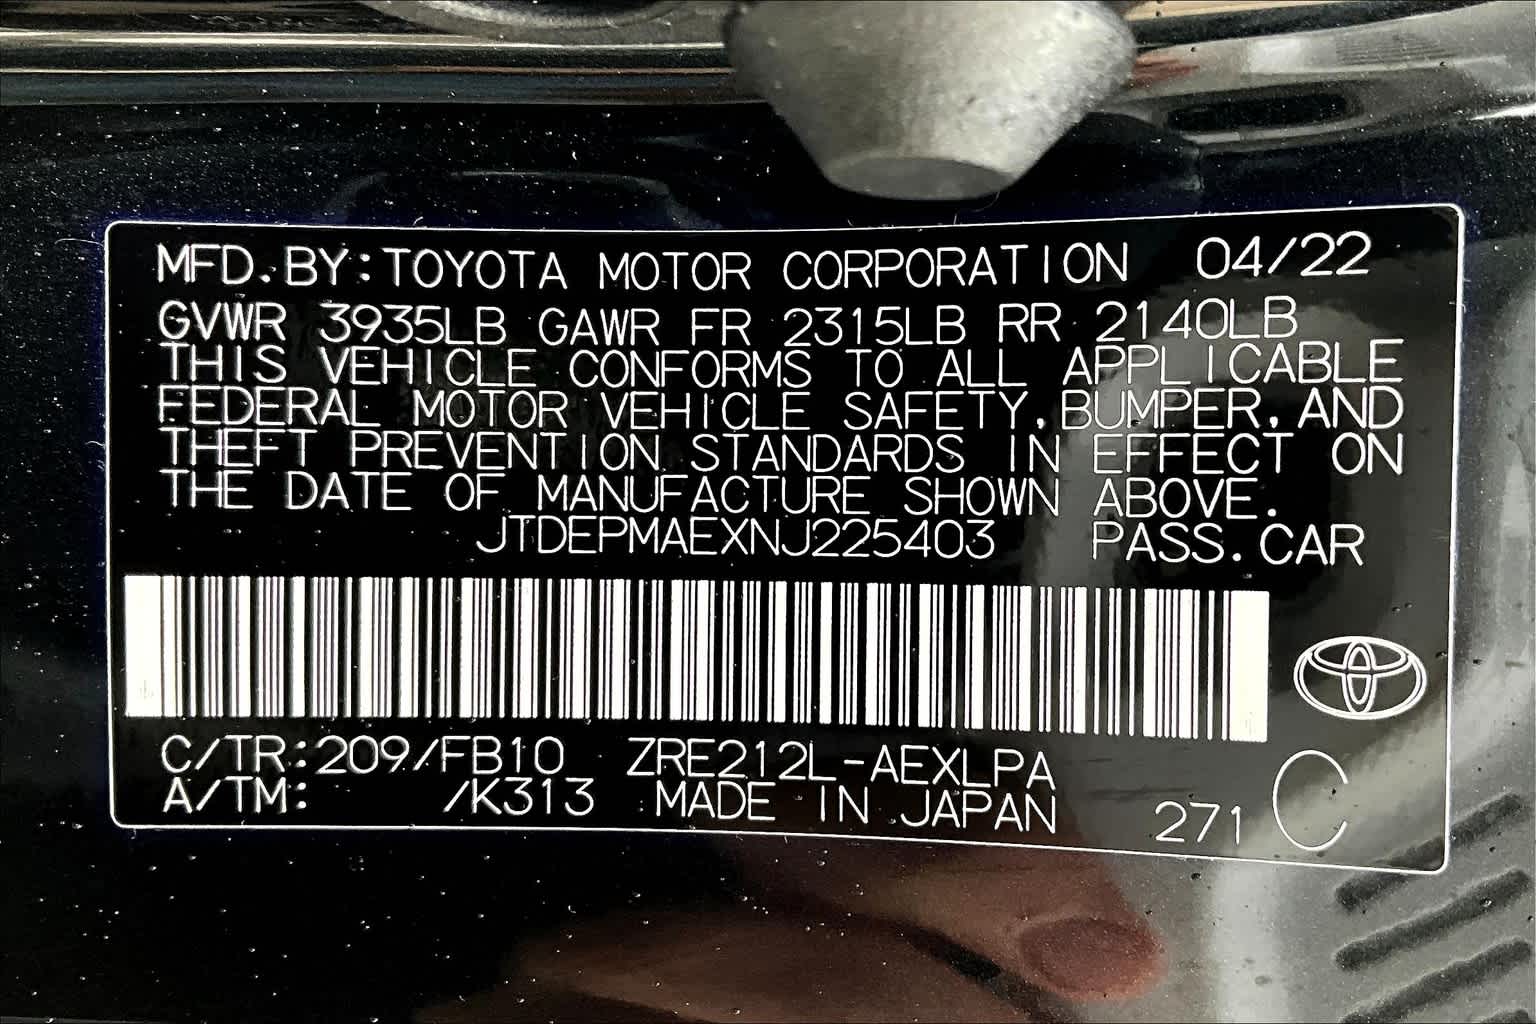 MFD. BY: TOYOTA MOTOR CORPORATION 04/22
GVWR 3935LB GAWR FR 2315LB RR 2140LB
THIS VEHICLE CONFORMS TO ALL APPLICABLE
FEDERAL MOTOR VEHICLE SAFETY, BUMPER, AND
THEFT PREVENTION STANDARDS IN EFFECT ON
THE DATE OF MANUFACTURE SHOWN ABOVE.
JTDEPMAEXNJ225403 PASS. CAR
C/TR: 209/FB10 ZRE212L-AEXLPA
A/TM: /K313 MADE IN JAPAN 271 C